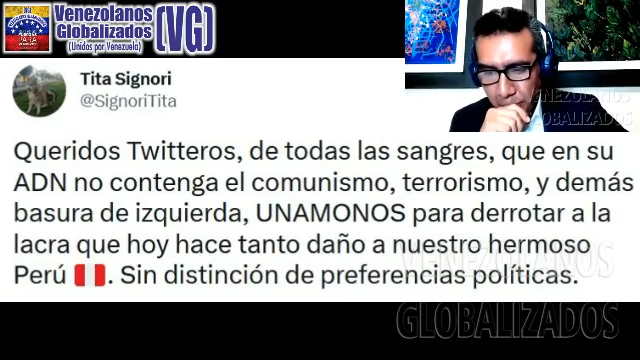 Venezolanos
Globalizados
(Unidos por Venezuela)
(VG)
Tita Signori
@SignoriTita
Queridos Twitteros, de todas las sangres, que en su
ADN no contenga el comunismo, terrorismo, y demás
basura de izquierda, UNAMONOS para derrotar a la
lacra que hoy hace tanto daño a nuestro hermoso
Perú 🇵🇪. Sin distinción de preferencias políticas.
VENEZOLANOS
GLOBALIZADOS
VENEZOLANOS
GLOBALIZADOS